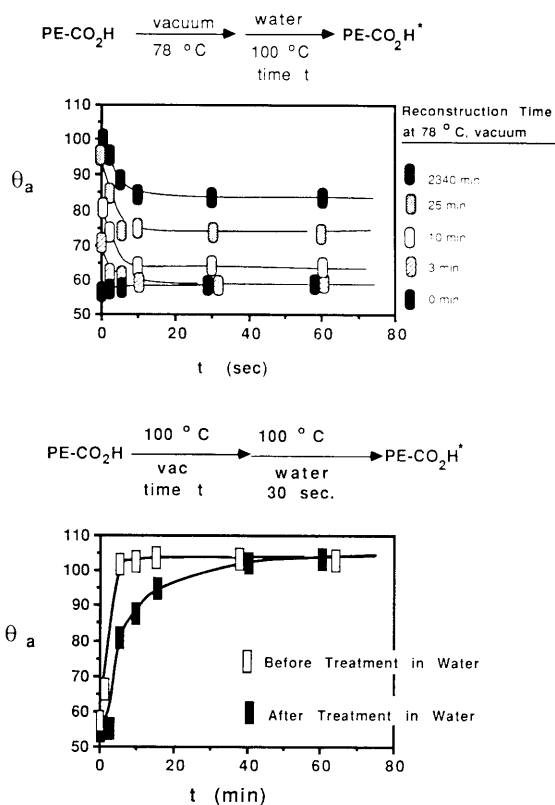 PE-CO2H vacuum 78 °C water 100 °C time t PE-CO2H*
110
100
90
80
70
60
50
θa
0 20 40 60 80
t (sec)
Reconstruction Time
at 78 °C, vacuum
2340 min
25 min
10 min
3 min
0 min
PE-CO2H 100 °C vac time t 100 °C water 30 sec. PE-CO2H*
110
100
90
80
70
60
50
θa
Before Treatment in Water
After Treatment in Water
0 20 40 60 80
t (min)